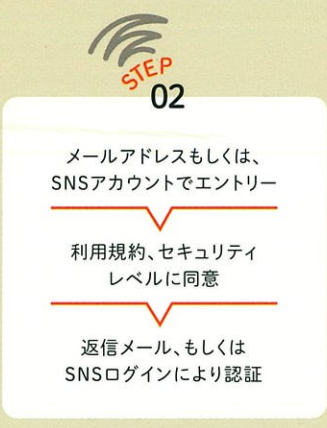 STEP
02
メールアドレスもしくは、
SNSアカウントでエントリー
利用規約、セキュリティ
レベルに同意
返信メール、もしくは
SNSログインにより認証